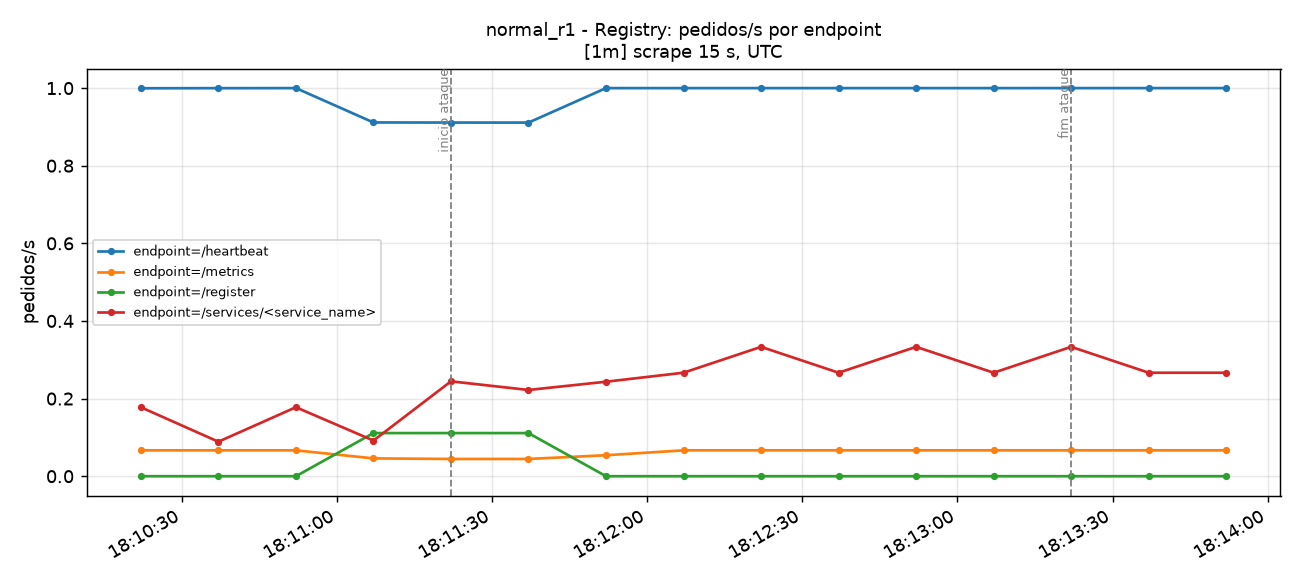 normal_r1 - Registry: pedidos/s por endpoint
[1m] scrape 15 s, UTC
pedidos/s
1.0
0.8
0.6
0.4
0.2
0.0
inicio ataque
fim ataque
endpoint=/heartbeat
endpoint=/metrics
endpoint=/register
endpoint=/services/<service_name>
18:10:30
18:11:00
18:11:30
18:12:00
18:12:30
18:13:00
18:13:30
18:14:00